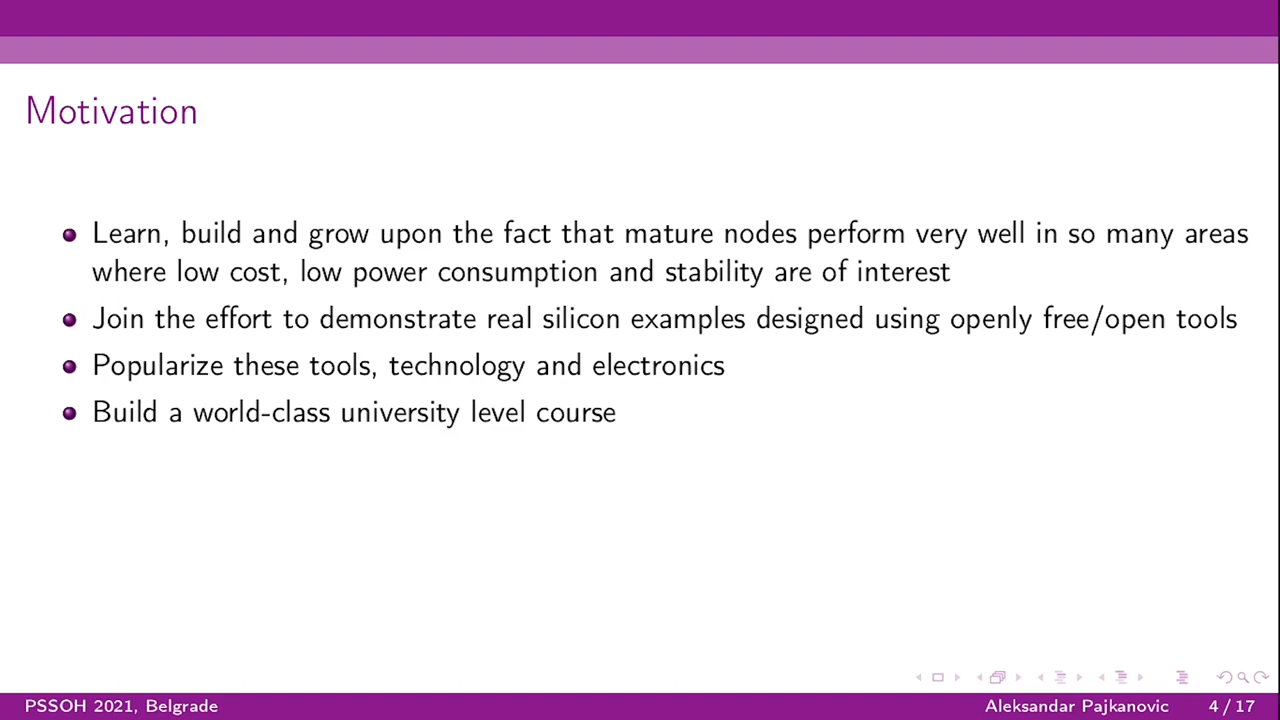 Motivation
Learn, build and grow upon the fact that mature nodes perform very well in so many areas
where low cost, low power consumption and stability are of interest
Join the effort to demonstrate real silicon examples designed using openly free/open tools
Popularize these tools, technology and electronics
Build a world-class university level course
PSSOH 2021, Belgrade
Aleksandar Pajkanovic
4 / 17